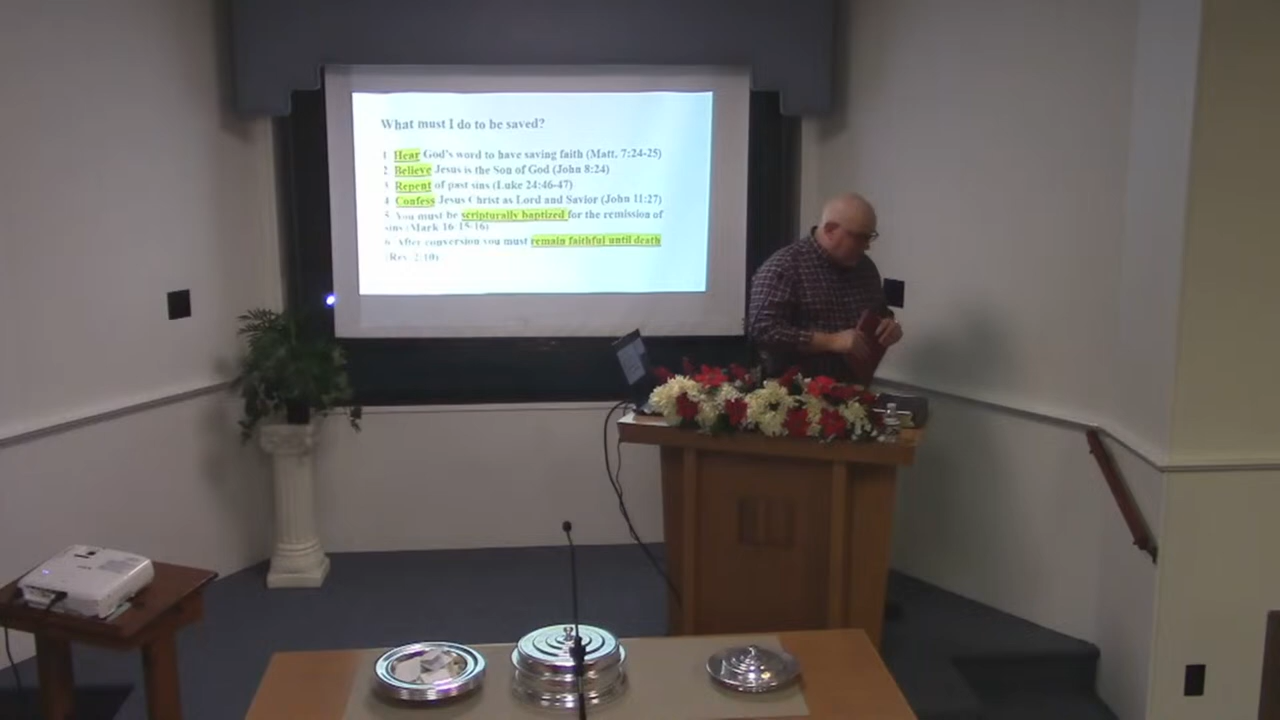 What must I do to be saved?
1. Hear God's word to have saving faith (Matt. 7:24-25)
2. Believe Jesus is the Son of God (John 8:24)
3. Repent of past sins (Luke 24:46-47)
4. Confess Jesus Christ as Lord and Savior (John 11:27)
5. You must be scripturally baptized for the remission of
sins (Mark 16:15-16)
6. After conversion you must remain faithful until death
(Rev. 2:10)